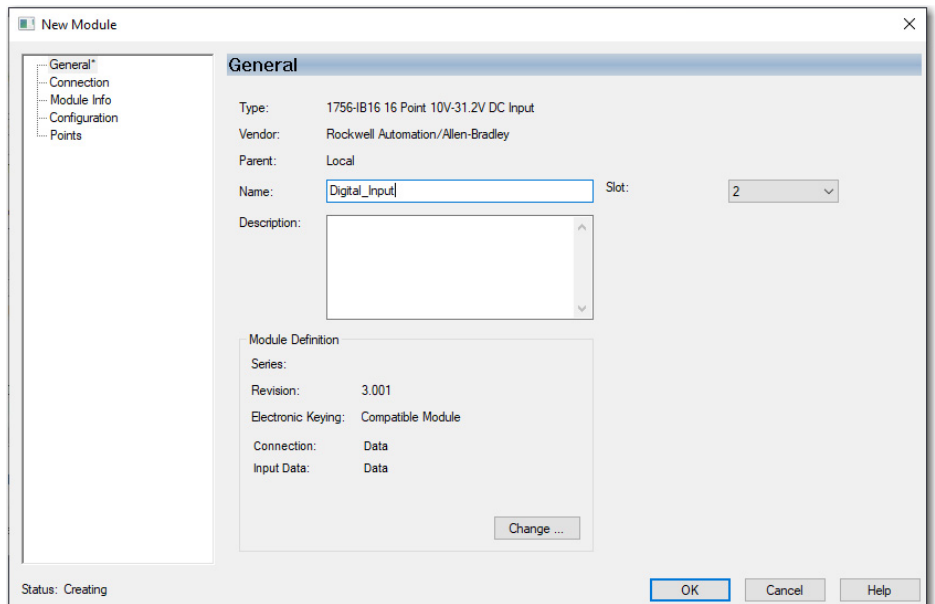 New Module
General*
Connection
Module Info
Configuration
Points
General
Type: 1756-IB16 16 Point 10V-31.2V DC Input
Vendor: Rockwell Automation/Allen-Bradley
Parent: Local
Name: Digital_Input Slot: 2
Description:
Module Definition
Series:
Revision: 3.001
Electronic Keying: Compatible Module
Connection: Data
Input Data: Data
Change ...
Status: Creating OK Cancel Help